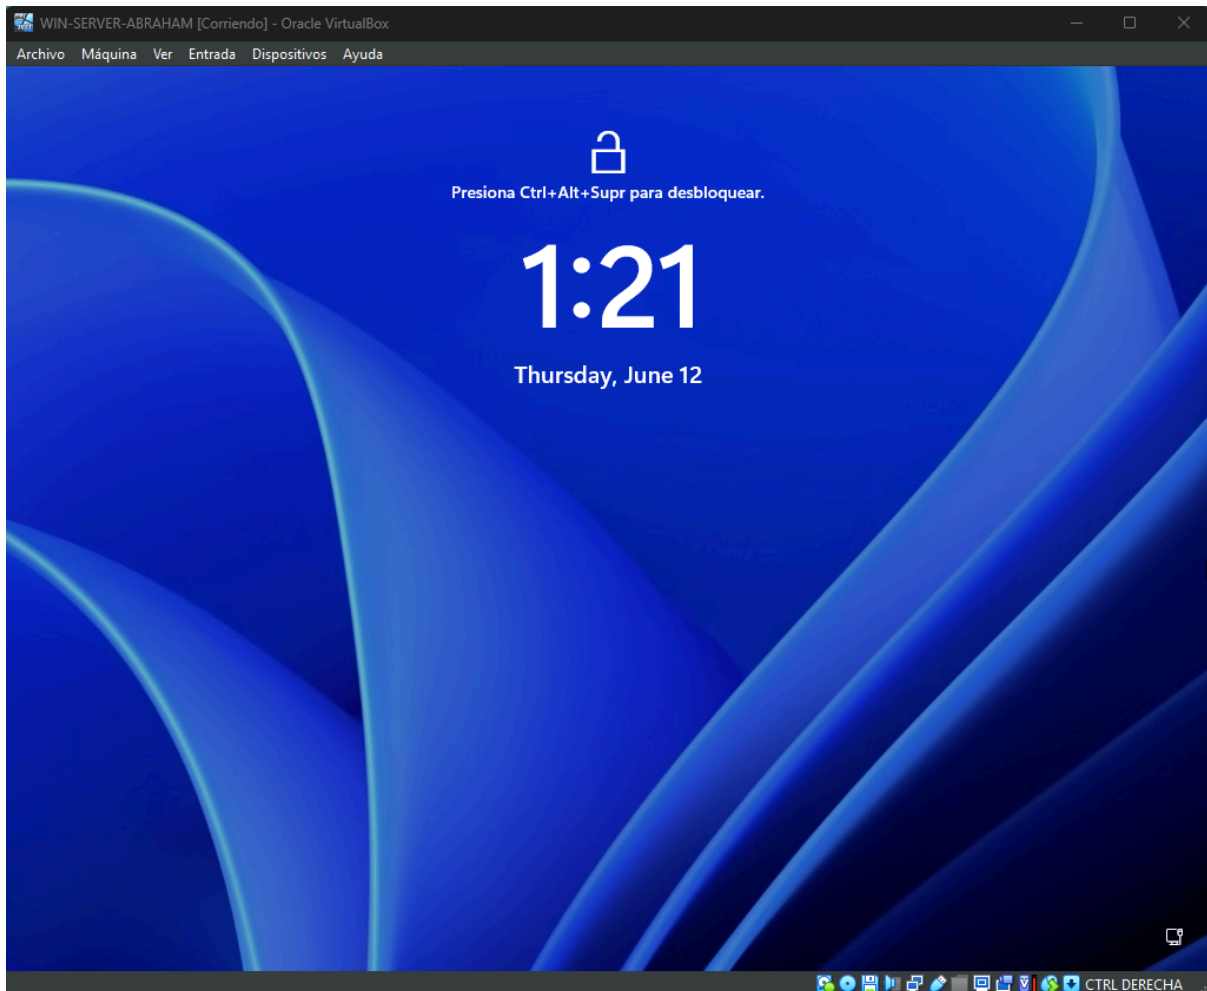 WIN-SERVER-ABRAHAM [Corriendo] - Oracle VirtualBox
Archivo Máquina Ver Entrada Dispositivos Ayuda
Presiona Ctrl+Alt+Supr para desbloquear.
1:21
Thursday, June 12
CTRL DERECHA